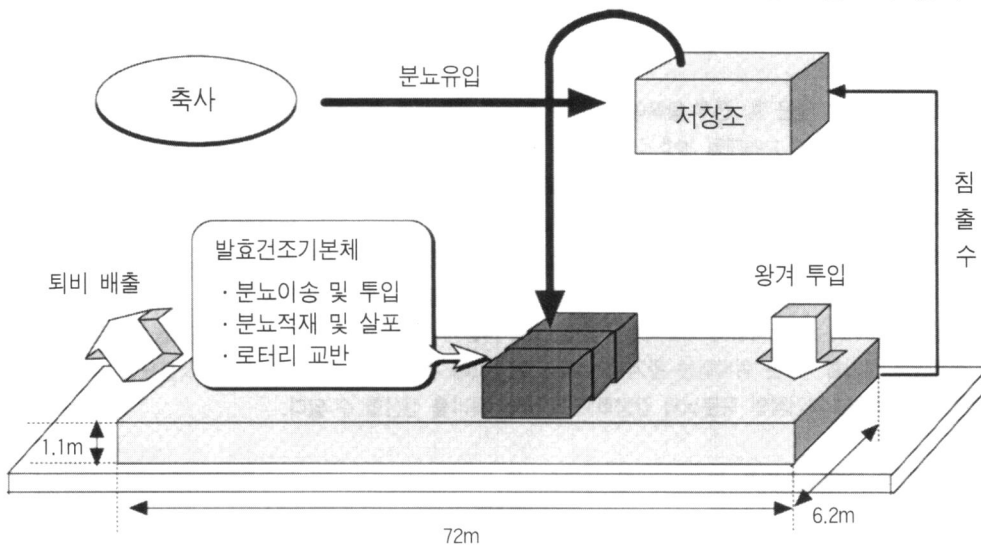 분뇨유입
축사
저장조
침
출
수
발효건조기본체
· 분뇨이송 및 투입
· 분뇨적재 및 살포
· 로터리 교반
퇴비 배출
왕겨 투입
1.1m
6.2m
72m